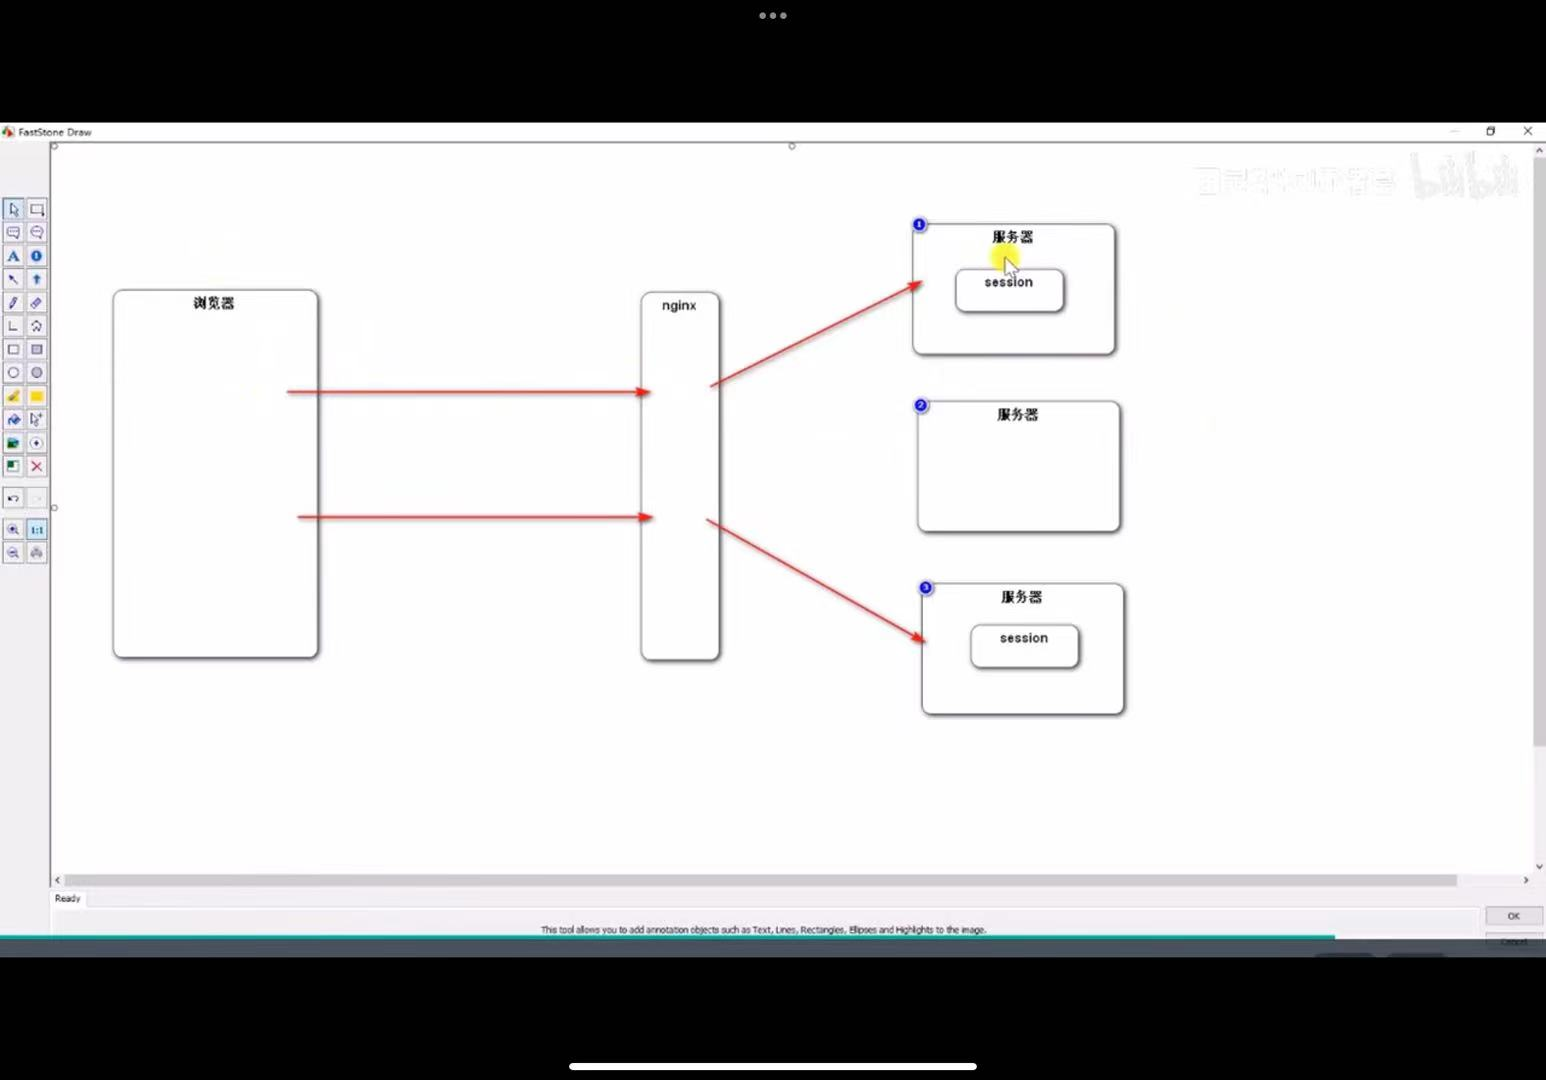 FastStone Draw
bilibili
1
服务器
session
浏览器
nginx
2
服务器
3
服务器
session
A
1:1
Ready
OK
This tool allows you to add annotation objects such as Text, Lines, Rectangles, Ellipses and Highlights to the image.
Cancel